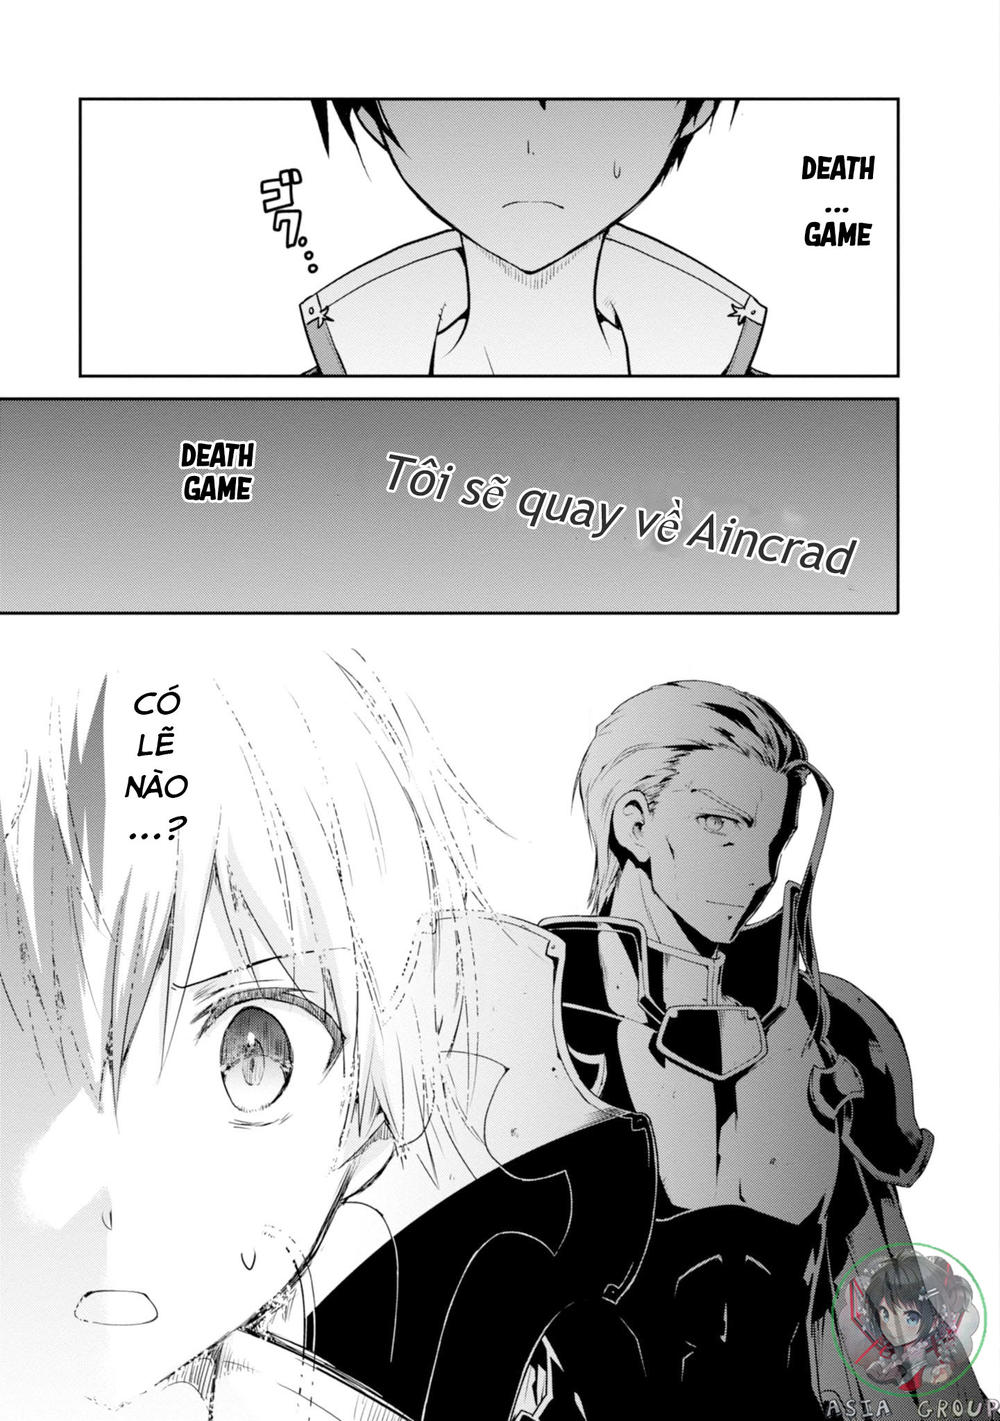 DEATH
...
GAME
ゴク...
Tôi sẽ quay về Aincrad
DEATH
GAME
CÓ
LẼ
NÀO
...?
ASIA GROUP